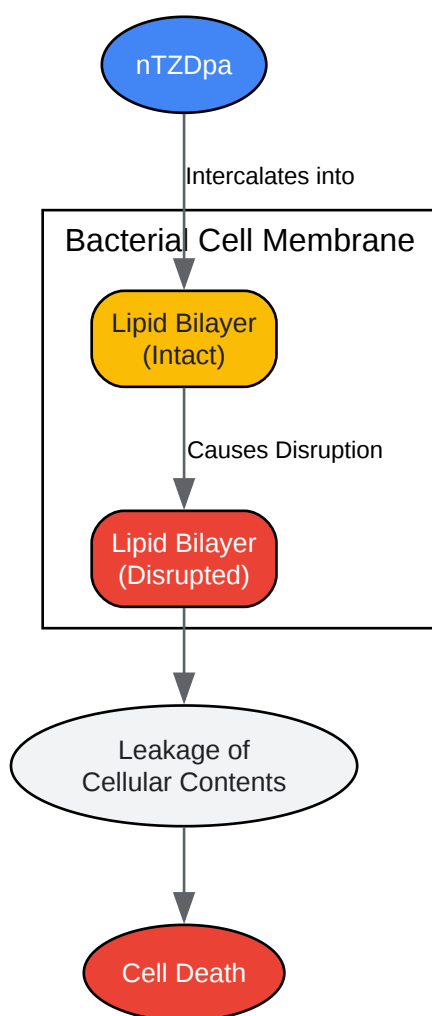 nTZDpa
Intercalates into
Bacterial Cell Membrane
Lipid Bilayer
(Intact)
Causes Disruption
Lipid Bilayer
(Disrupted)
Leakage of
Cellular Contents
Cell Death